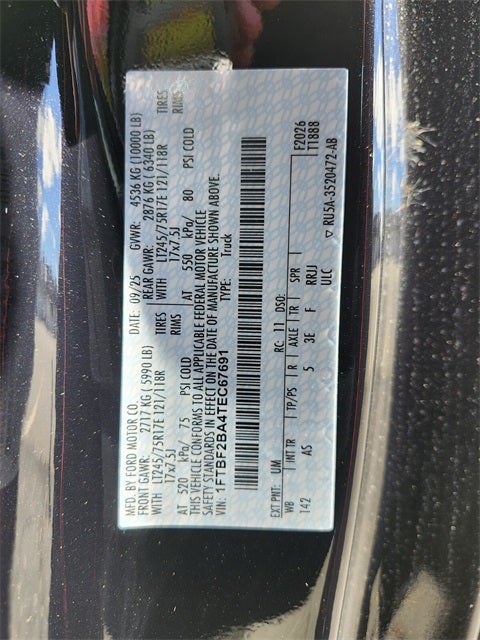 MFD. BY FORD MOTOR CO. DATE: 09/25 GVWR: 4536 KG (10000 LB)
FRONT GAWR: 2717 KG (5990 LB) REAR GAWR: 2876 KG (6340 LB)
WITH LT245/75R17E 121/118R TIRES WITH LT245/75R17E 121/118R TIRES
17x7.5J RIMS 17x7.5J RIMS
AT 520 kPa/ 75 PSI COLD AT 550 kPa/ 80 PSI COLD
THIS VEHICLE CONFORMS TO ALL APPLICABLE FEDERAL MOTOR VEHICLE
SAFETY STANDARDS IN EFFECT ON THE DATE OF MANUFACTURE SHOWN ABOVE.
VIN: 1FTBF2BA4TEC67691 TYPE: Truck
F2026
T1888
EXT PNT: UM RC: 11 DSO:
WB INT TR TP/PS R AXLE TR SPR
142 AS 5 3E F RRJJ
ULC
▽ RU5A-3520472-AB